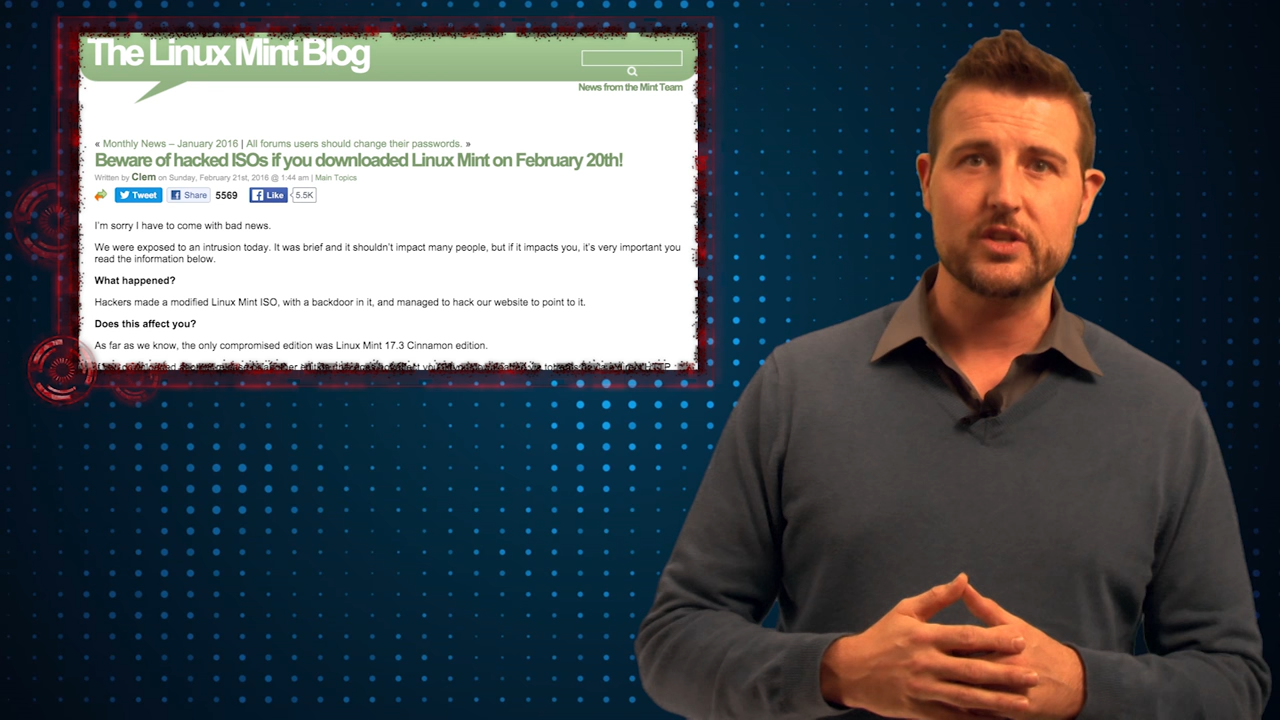 The Linux Mint Blog
News from the Mint Team
« Monthly News – January 2016 | All forums users should change their passwords. »
Beware of hacked ISOs if you downloaded Linux Mint on February 20th!
Written by Clem on Sunday, February 21st, 2016 @ 1:44 am | Main Topics
Tweet Share 5569 Like 5.5K
I'm sorry I have to come with bad news.
We were exposed to an intrusion today. It was brief and it shouldn't impact many people, but if it impacts you, it's very important you
read the information below.
What happened?
Hackers made a modified Linux Mint ISO, with a backdoor in it, and managed to hack our website to point to it.
Does this affect you?
As far as we know, the only compromised edition was Linux Mint 17.3 Cinnamon edition.